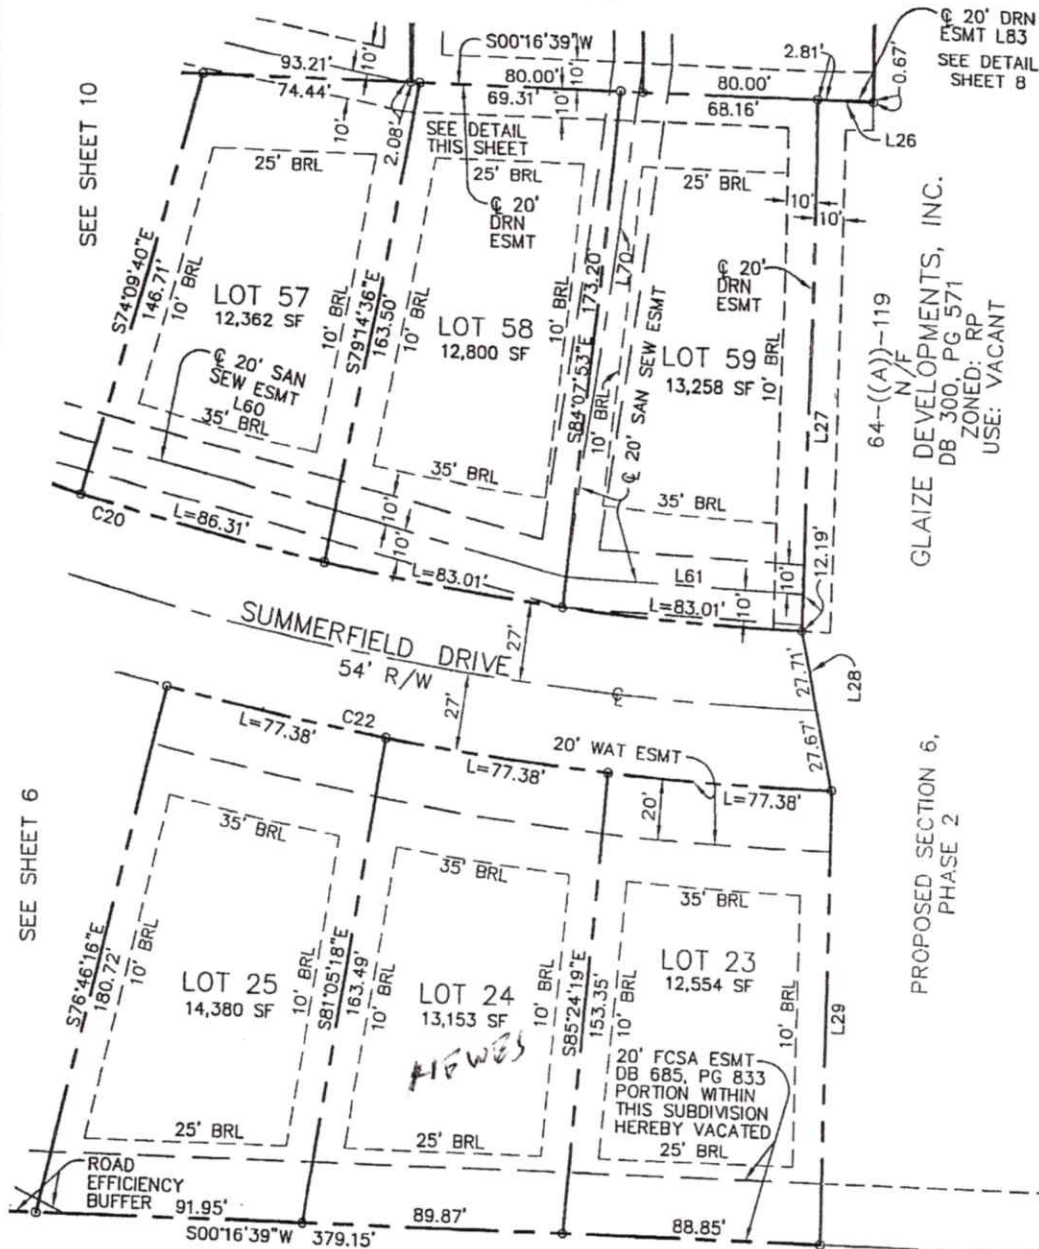 ℄ 20' DRN
ESMT L83
SEE DETAIL
SHEET 8
0.67'
2.81'
L26
S00°16'39"W
93.21'
74.44'
10'
10'
2.08'
80.00'
69.31'
10'
10'
80.00'
68.16'
SEE DETAIL
THIS SHEET
℄ 20'
DRN
ESMT
SEE SHEET 10
S74°09'40"E
146.71'
25' BRL
10' BRL
LOT 57
12,362 SF
10' BRL
35' BRL
℄ 20' SAN
SEW ESMT
L60
S79°14'36"E
163.50'
25' BRL
10' BRL
LOT 58
12,800 SF
10' BRL
35' BRL
S84°07'53"E 173.20'
L70
10' BRL
℄ 20' SAN SEW ESMT
25' BRL
LOT 59
13,258 SF
10' BRL
35' BRL
℄ 20'
DRN
ESMT
10'
10'
L27
64-((A))-119
N/F
GLAIZE DEVELOPMENTS, INC.
DB 300, PG 571
ZONED: RP
USE: VACANT
C20
L=86.31'
10'
10'
L=83.01'
L61
L=83.01'
10'
10'
12.19'
SUMMERFIELD DRIVE
54' R/W
27'
27'
℄
27.71'
L28
27.67'
L=77.38'
C22
L=77.38'
20' WAT ESMT
L=77.38'
20'
SEE SHEET 6
S76°46'16"E
180.72'
35' BRL
10' BRL
LOT 25
14,380 SF
10' BRL
25' BRL
S81°05'18"E
163.49'
35' BRL
10' BRL
LOT 24
13,153 SF
HEWES
10' BRL
25' BRL
S85°24'19"E
153.35'
35' BRL
10' BRL
LOT 23
12,554 SF
10' BRL
20' FCSA ESMT
DB 685, PG 833
PORTION WITHIN
THIS SUBDIVISION
HEREBY VACATED
25' BRL
L29
PROPOSED SECTION 6,
PHASE 2
ROAD
EFFICIENCY
BUFFER
91.95'
89.87'
88.85'
S00°16'39"W 379.15'